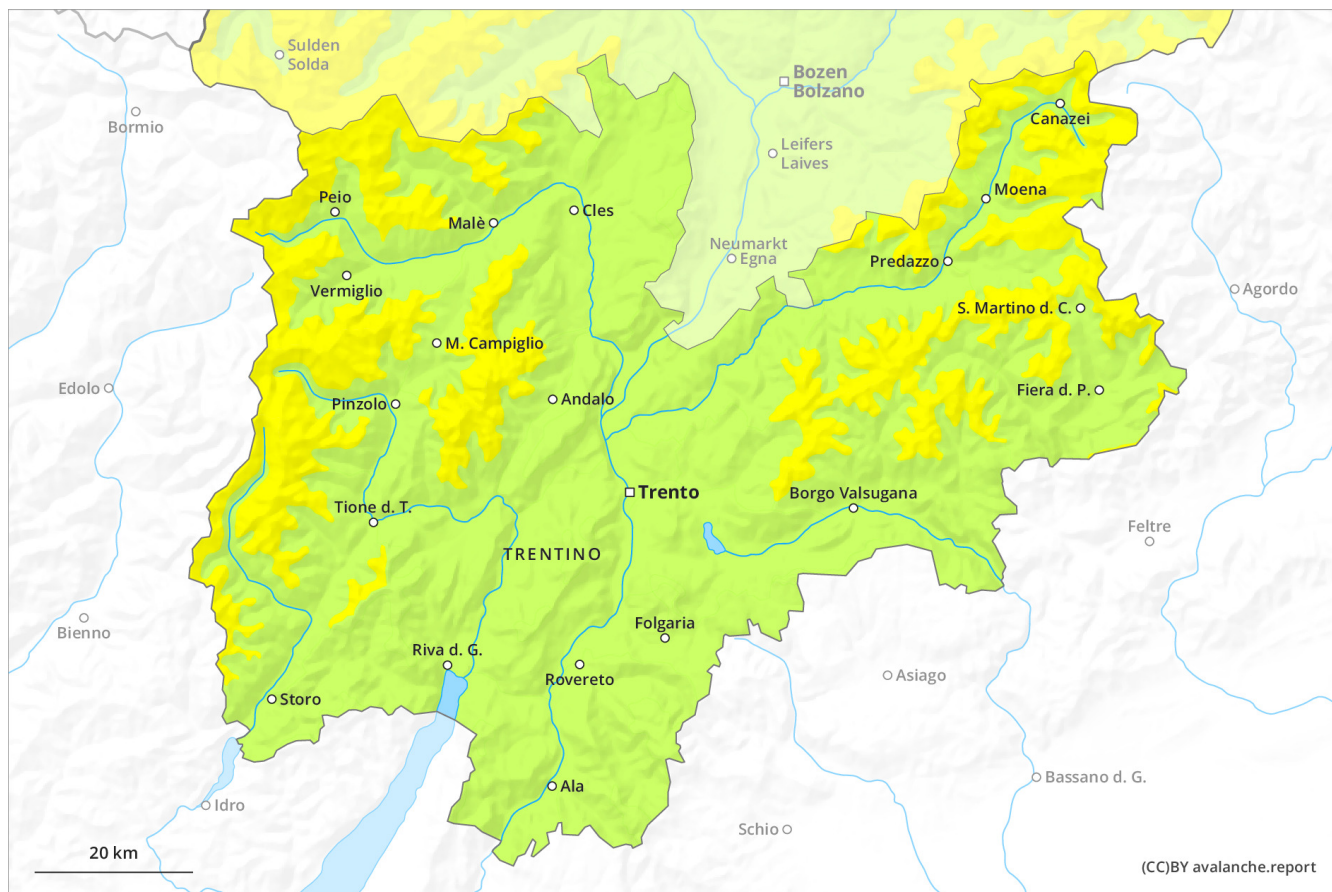 Sulden
Solda
Bozen
Bolzano
Bormio
Canazei
Leifers
Laives
Moena
Peio
Malè
Cles
Neumarkt
Egna
Predazzo
Vermiglio
Agordo
S. Martino d. C.
M. Campiglio
Edolo
Fiera d. P.
Pinzolo
Andalo
Trento
Borgo Valsugana
Tione d. T.
Feltre
TRENTINO
Bienno
Folgaria
Riva d. G.
Rovereto
Asiago
Storo
Bassano d. G.
Ala
Idro
Schio
20 km
(CC)BY avalanche.report